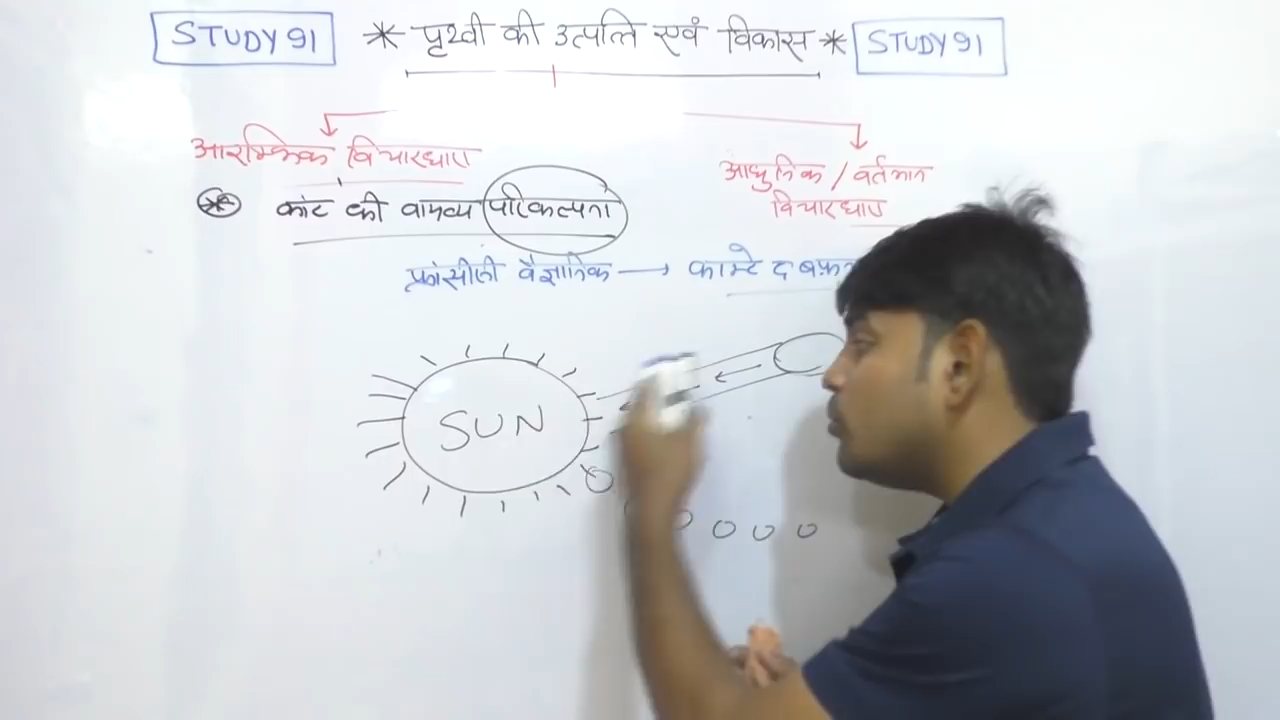 STUDY 91 * पृथ्वी की उत्पत्ति एवं विकास * STUDY 91
आरम्भिक विचारधारा
आधुनिक / वर्तमान
विचारधारा
* कांट की वायव्य परिकल्पना
फ्रांसीसी वैज्ञानिक → काम्टे द बफ़न
SUN